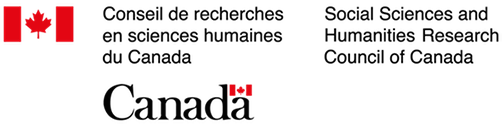 Conseil de recherches
en sciences humaines
du Canada
Social Sciences and
Humanities Research
Council of Canada
Canada